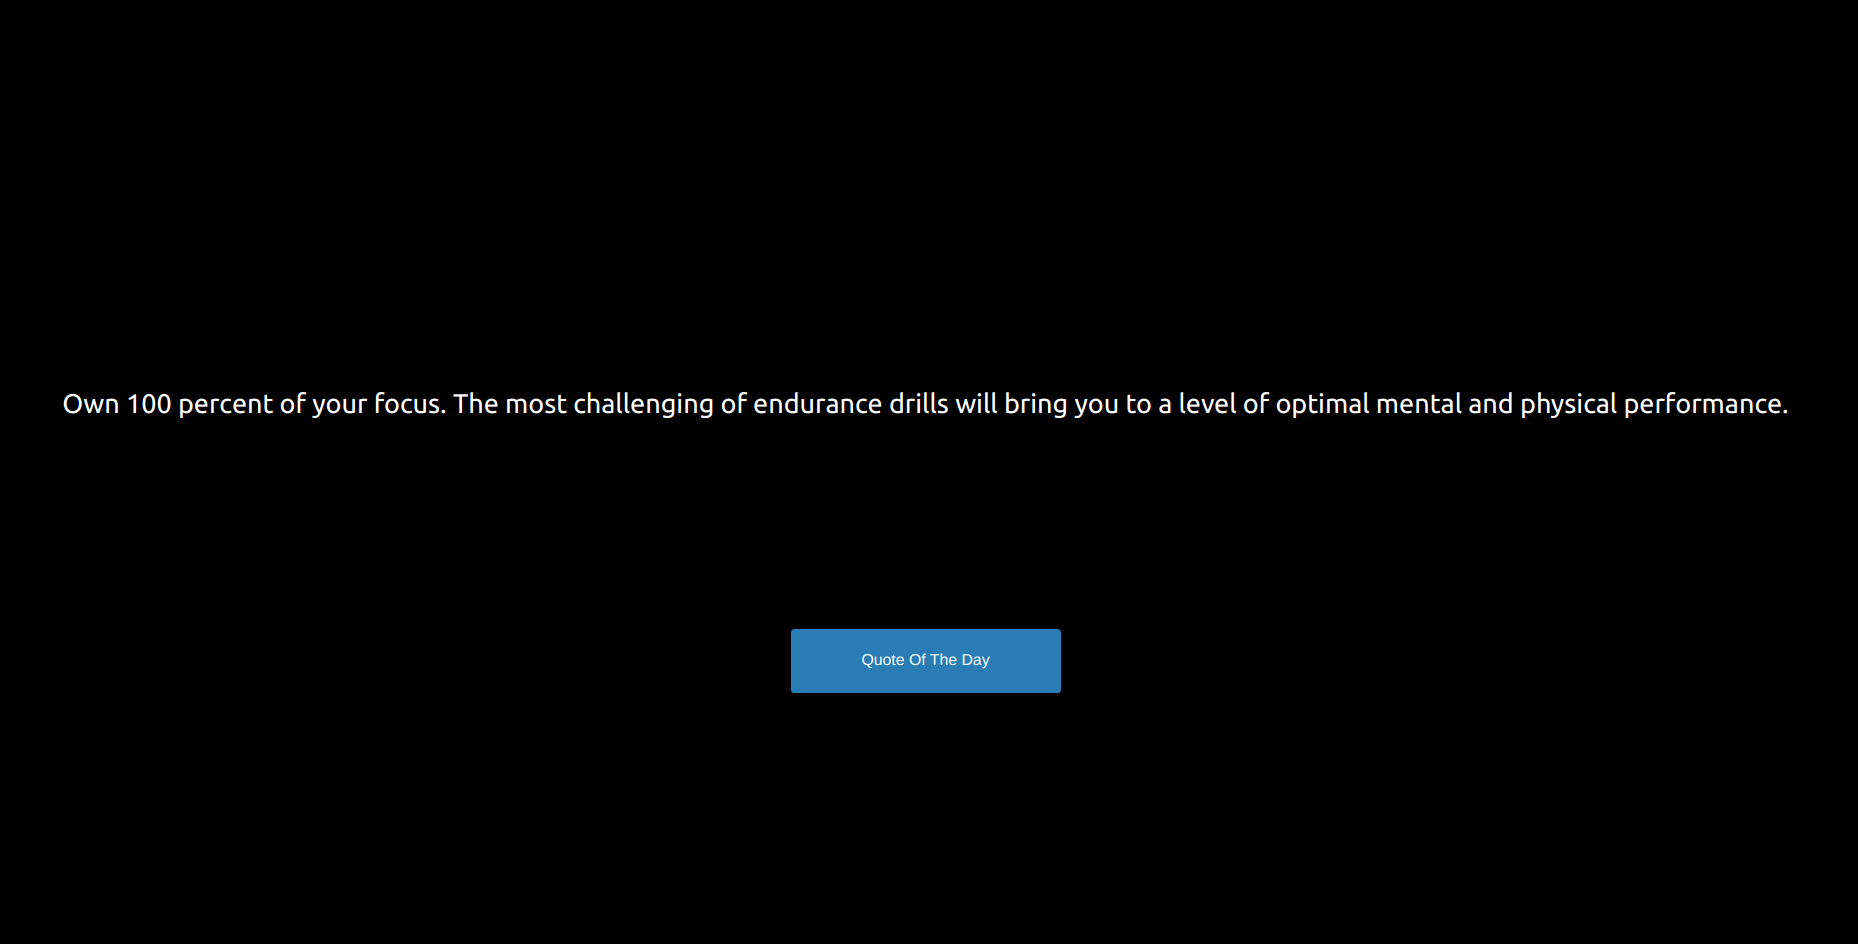 Own 100 percent of your focus. The most challenging of endurance drills will bring you to a level of optimal mental and physical performance.
Quote Of The Day